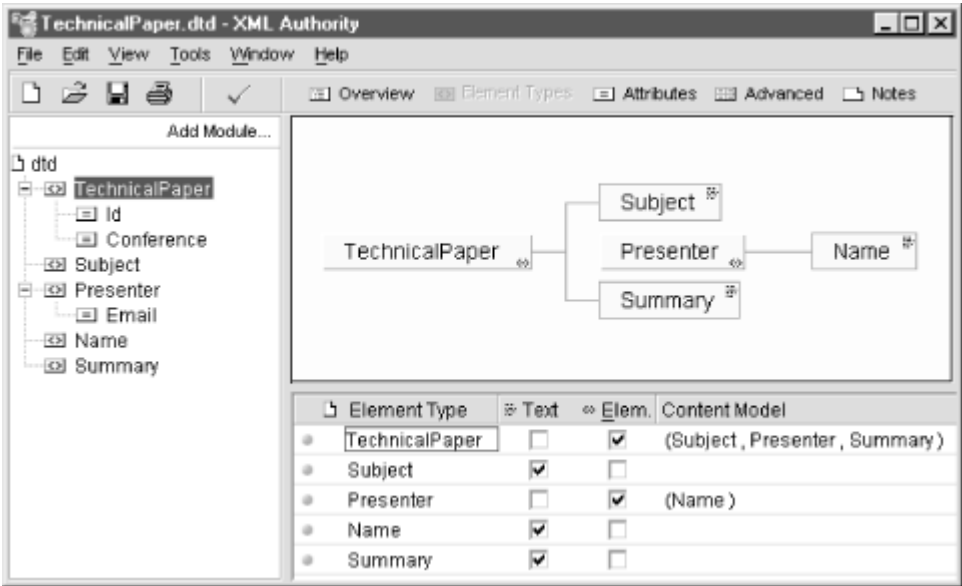 TechnicalPaper.dtd - XML Authority
File Edit View Tools Window Help
Overview Element Types Attributes Advanced Notes
Add Module...
dtd
TechnicalPaper
Id
Conference
Subject
Presenter
Email
Name
Summary
Subject
TechnicalPaper Presenter Name
Summary
Element Type Text Elem. Content Model
TechnicalPaper (Subject , Presenter , Summary )
Subject
Presenter (Name )
Name
Summary